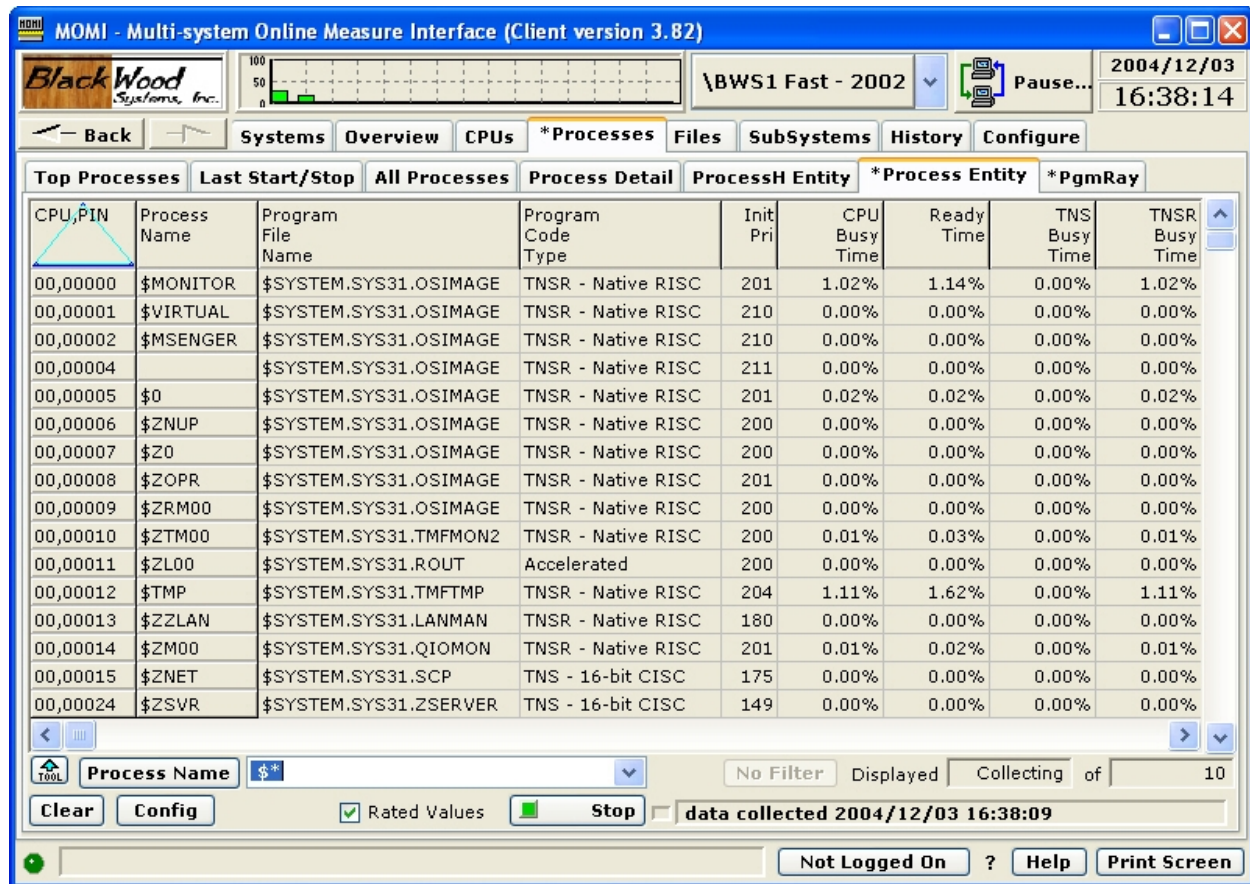 MOMI
MOMI - Multi-system Online Measure Interface (Client version 3.82)
Black Wood
Systems, Inc.
100
50
0
\BWS1 Fast - 2002
Pause...
2004/12/03
16:38:14
Back
Systems Overview CPUs *Processes Files SubSystems History Configure
Top Processes Last Start/Stop All Processes Process Detail ProcessH Entity *Process Entity *PgmRay
CPU,PIN Process Name Program File Name Program Code Type Init Pri CPU Busy Time Ready Time TNS Busy Time TNSR Busy Time
00,00000 $MONITOR $SYSTEM.SYS31.OSIMAGE TNSR - Native RISC 201 1.02% 1.14% 0.00% 1.02%
00,00001 $VIRTUAL $SYSTEM.SYS31.OSIMAGE TNSR - Native RISC 210 0.00% 0.00% 0.00% 0.00%
00,00002 $MSENGER $SYSTEM.SYS31.OSIMAGE TNSR - Native RISC 210 0.00% 0.00% 0.00% 0.00%
00,00004 $SYSTEM.SYS31.OSIMAGE TNSR - Native RISC 211 0.00% 0.00% 0.00% 0.00%
00,00005 $0 $SYSTEM.SYS31.OSIMAGE TNSR - Native RISC 201 0.02% 0.02% 0.00% 0.02%
00,00006 $ZNUP $SYSTEM.SYS31.OSIMAGE TNSR - Native RISC 200 0.00% 0.00% 0.00% 0.00%
00,00007 $Z0 $SYSTEM.SYS31.OSIMAGE TNSR - Native RISC 200 0.00% 0.00% 0.00% 0.00%
00,00008 $ZOPR $SYSTEM.SYS31.OSIMAGE TNSR - Native RISC 201 0.00% 0.00% 0.00% 0.00%
00,00009 $ZRM00 $SYSTEM.SYS31.OSIMAGE TNSR - Native RISC 200 0.00% 0.00% 0.00% 0.00%
00,00010 $ZTM00 $SYSTEM.SYS31.TMFMON2 TNSR - Native RISC 200 0.01% 0.03% 0.00% 0.01%
00,00011 $ZL00 $SYSTEM.SYS31.ROUT Accelerated 200 0.00% 0.00% 0.00% 0.00%
00,00012 $TMP $SYSTEM.SYS31.TMFTMP TNSR - Native RISC 204 1.11% 1.62% 0.00% 1.11%
00,00013 $ZZLAN $SYSTEM.SYS31.LANMAN TNSR - Native RISC 180 0.00% 0.00% 0.00% 0.00%
00,00014 $ZM00 $SYSTEM.SYS31.QIOMON TNSR - Native RISC 201 0.01% 0.02% 0.00% 0.01%
00,00015 $ZNET $SYSTEM.SYS31.SCP TNS - 16-bit CISC 175 0.00% 0.00% 0.00% 0.00%
00,00024 $ZSVR $SYSTEM.SYS31.ZSERVER TNS - 16-bit CISC 149 0.00% 0.00% 0.00% 0.00%
TOOL Process Name $* No Filter Displayed Collecting of 10
Clear Config Rated Values Stop data collected 2004/12/03 16:38:09
Not Logged On ? Help Print Screen